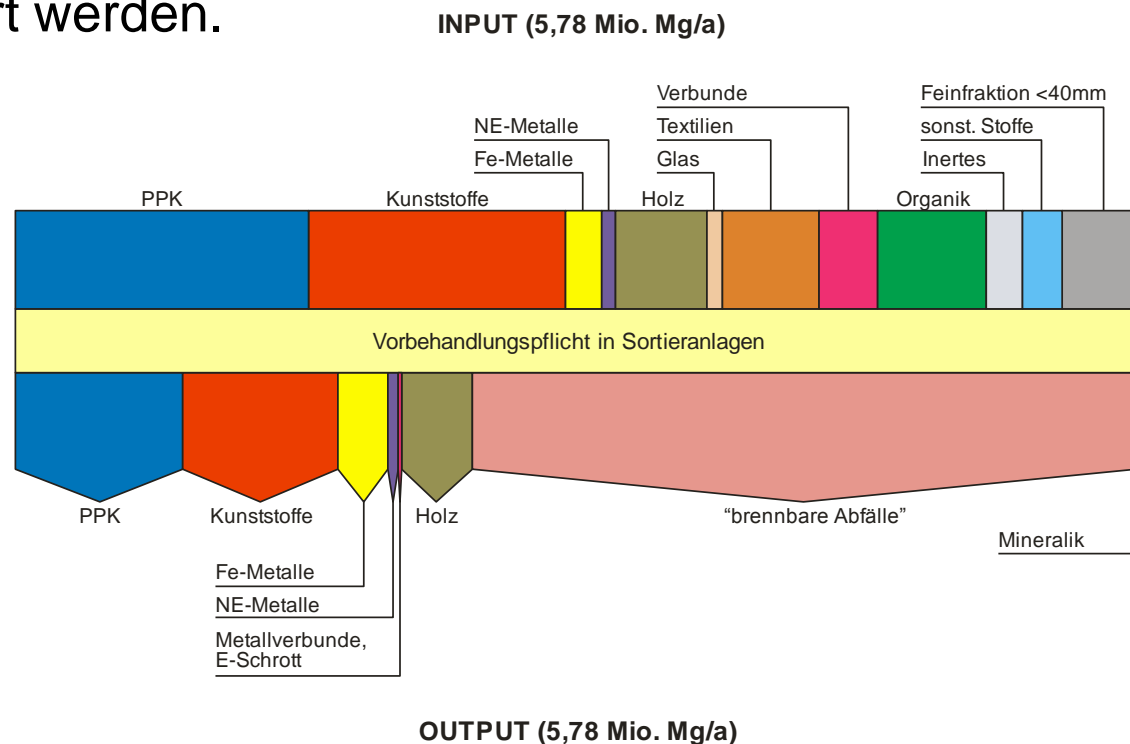 rt werden.
INPUT (5,78 Mio. Mg/a)
Verbunde
Feinfraktion <40mm
NE-Metalle
Textilien
sonst. Stoffe
Fe-Metalle
Glas
Inertes
PPK
Kunststoffe
Holz
Organik
Vorbehandlungspflicht in Sortieranlagen
PPK
Kunststoffe
Holz
“brennbare Abfälle”
Mineralik
Fe-Metalle
NE-Metalle
Metallverbunde,
E-Schrott
OUTPUT (5,78 Mio. Mg/a)